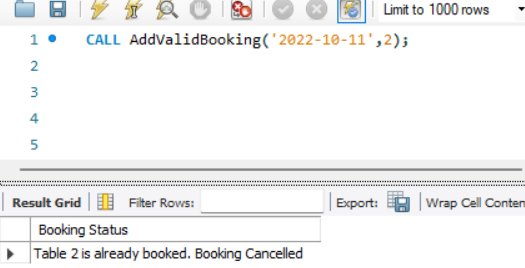 Limit to 1000 rows
1 CALL AddValidBooking('2022-10-11',2);
2
3
4
5
Result Grid Filter Rows: Export: Wrap Cell Conten
Booking Status
Table 2 is already booked. Booking Cancelled